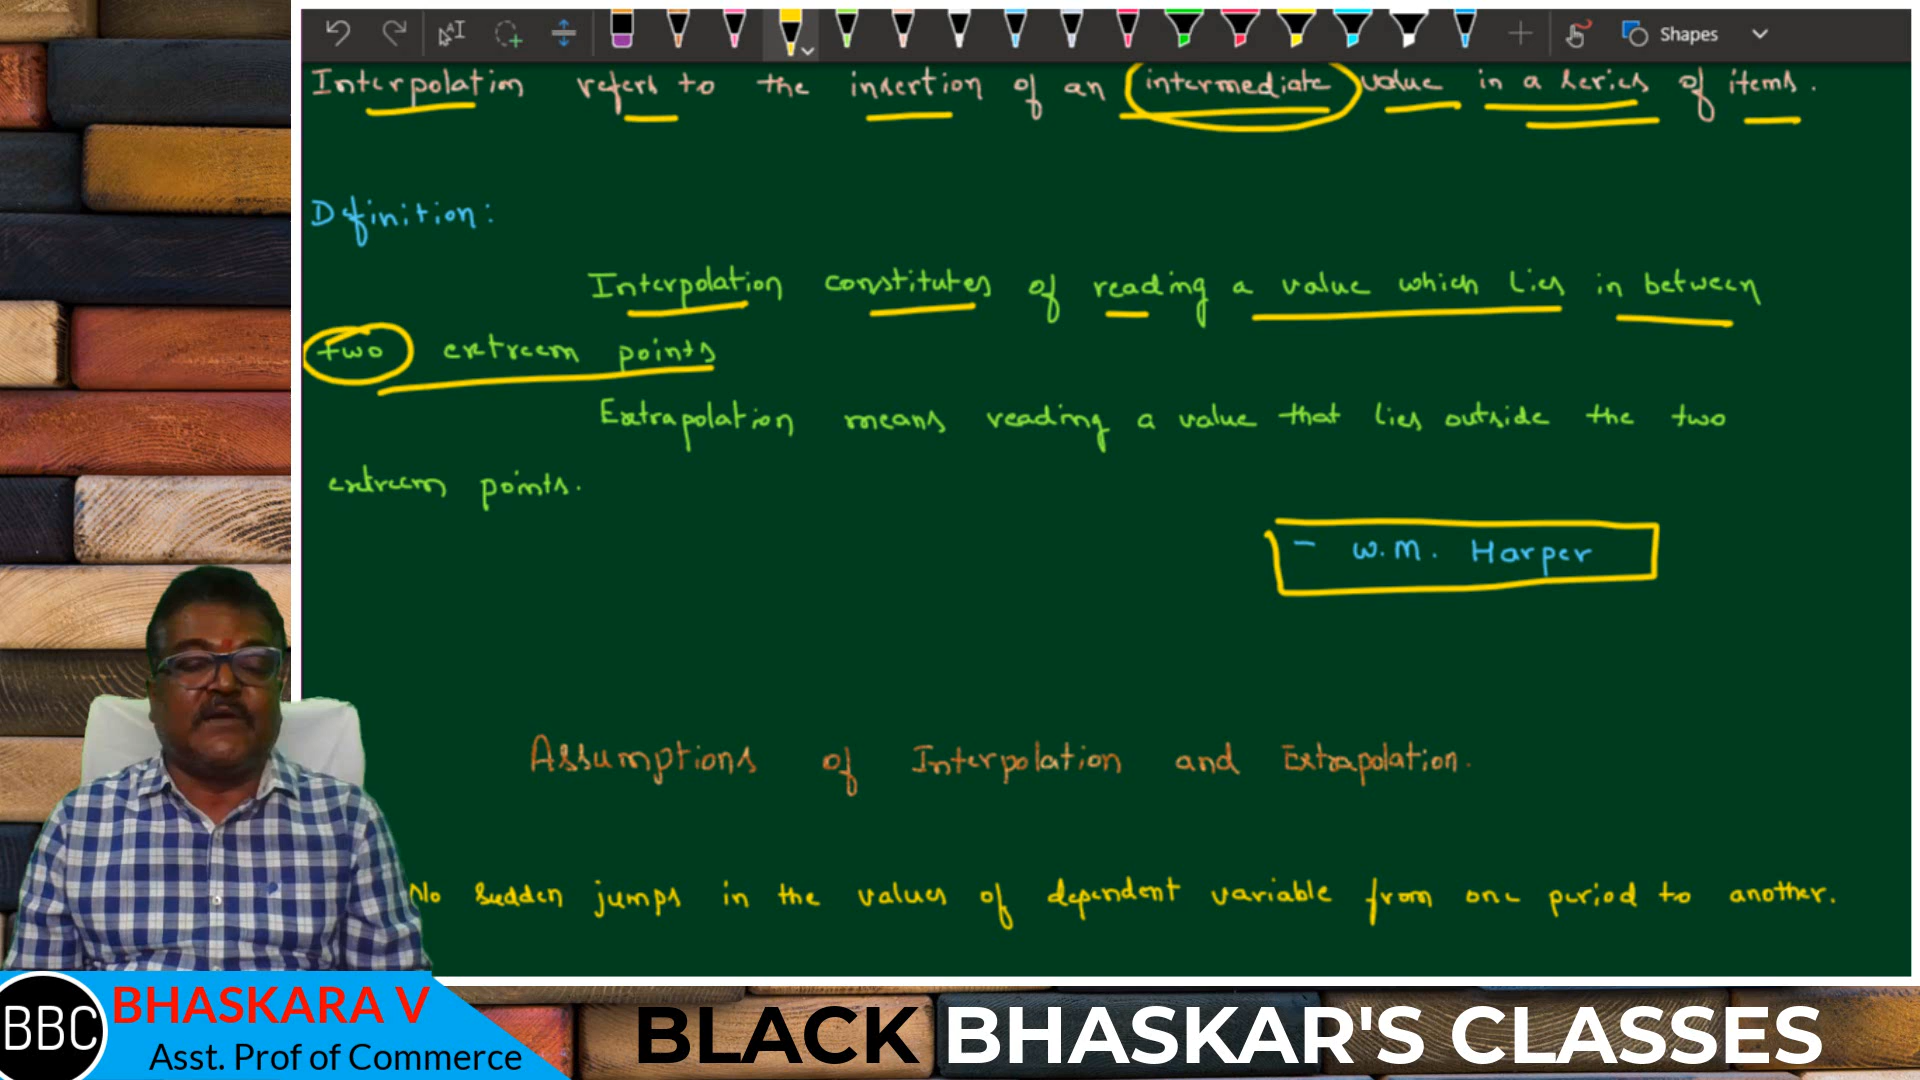 Shapes
Interpolation refers to the insertion of an intermediate value in a series of items.
Definition:
Interpolation constitutes of reading a value which lies in between
two extreem points
Extrapolation means reading a value that lies outside the two
extreem points.
- W.M. Harper
Assumptions of Interpolation and Extrapolation.
No sudden jumps in the values of dependent variable from one period to another.
BBC
BHASKARA V
Asst. Prof of Commerce
BLACK BHASKAR'S CLASSES